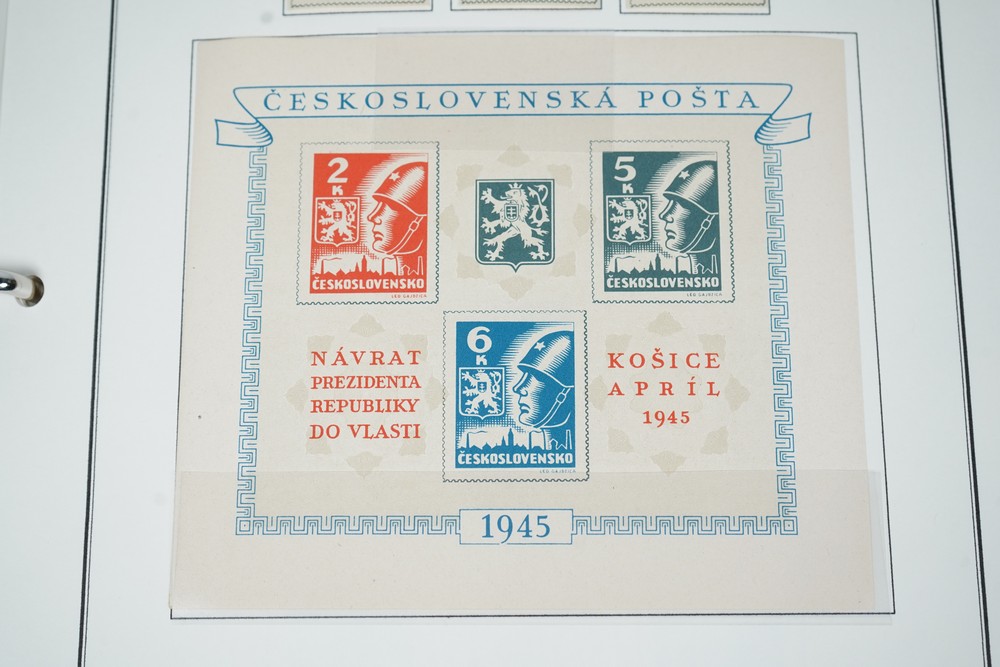 ČESKOSLOVENSKÁ POŠTA
2
K
ČESKOSLOVENSKO
5
K
ČESKOSLOVENSKO
6
K
ČESKOSLOVENSKO
NÁVRAT
PREZIDENTA
REPUBLIKY
DO VLASTI
KOŠICE
APRÍL
1945
1945